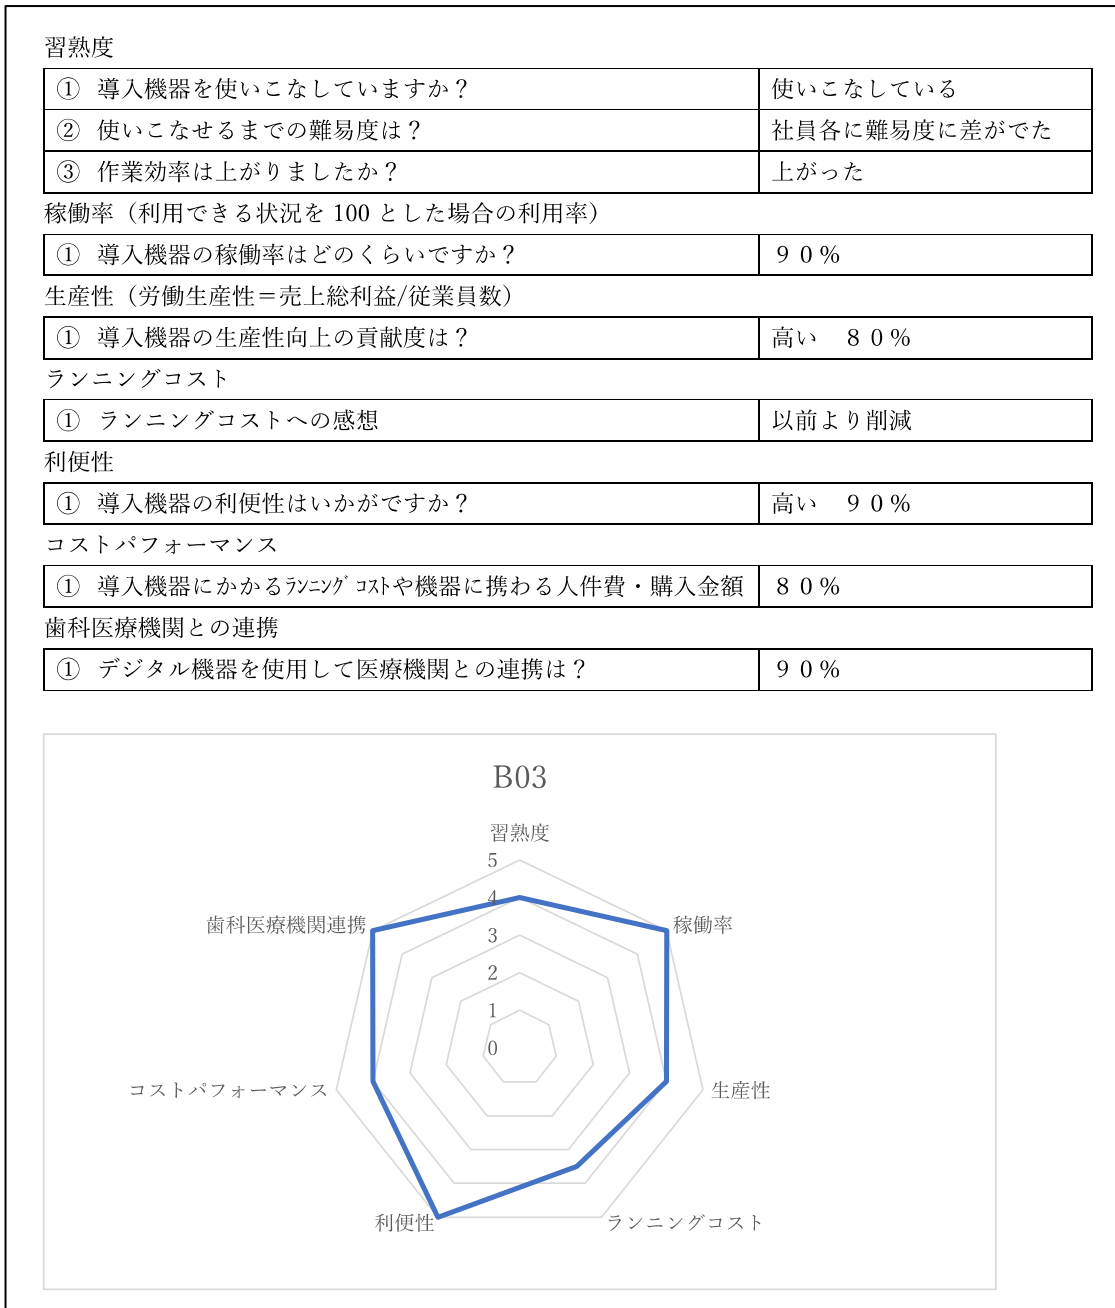 習熟度
① 導入機器を使いこなしていますか？ 使いこなしている
② 使いこなせるまでの難易度は？ 社員各に難易度に差がでた
③ 作業効率は上がりましたか？ 上がった
稼働率（利用できる状況を 100 とした場合の利用率）
① 導入機器の稼働率はどのくらいですか？ ９０％
生産性（労働生産性＝売上総利益/従業員数）
① 導入機器の生産性向上の貢献度は？ 高い　８０％
ランニングコスト
① ランニングコストへの感想 以前より削減
利便性
① 導入機器の利便性はいかがですか？ 高い　９０％
コストパフォーマンス
① 導入機器にかかるﾗﾝﾆﾝｸﾞｺｽﾄや機器に携わる人件費・購入金額 ８０％
歯科医療機関との連携
① デジタル機器を使用して医療機関との連携は？ ９０％
B03
習熟度
5
4
歯科医療機関連携 稼働率
3
2
1
0
コストパフォーマンス 生産性
利便性 ランニングコスト